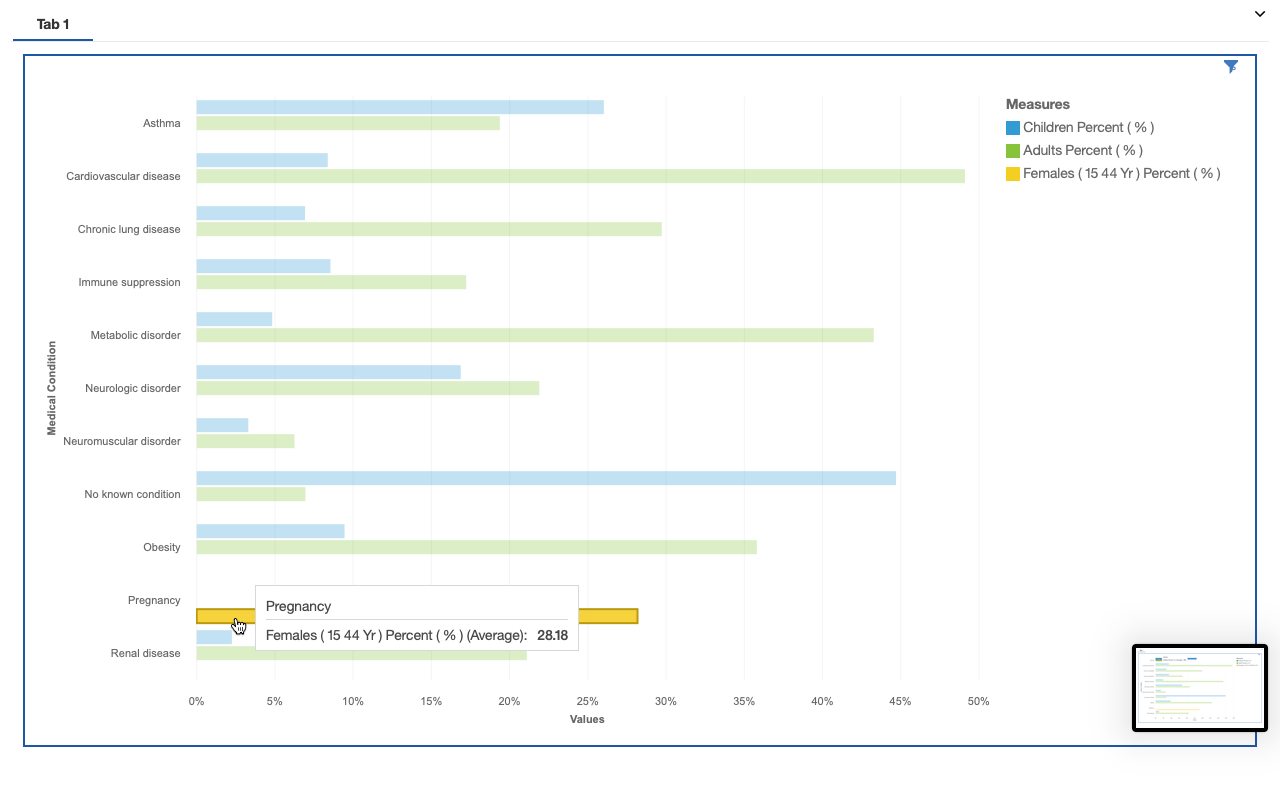 Tab 1
Measures
Children Percent ( % )
Adults Percent ( % )
Females ( 15 44 Yr ) Percent ( % )
Medical Condition
Asthma
Cardiovascular disease
Chronic lung disease
Immune suppression
Metabolic disorder
Neurologic disorder
Neuromuscular disorder
No known condition
Obesity
Pregnancy
Renal disease
Pregnancy
Females ( 15 44 Yr ) Percent ( % ) (Average): 28.18
0% 5% 10% 15% 20% 25% 30% 35% 40% 45% 50%
Values